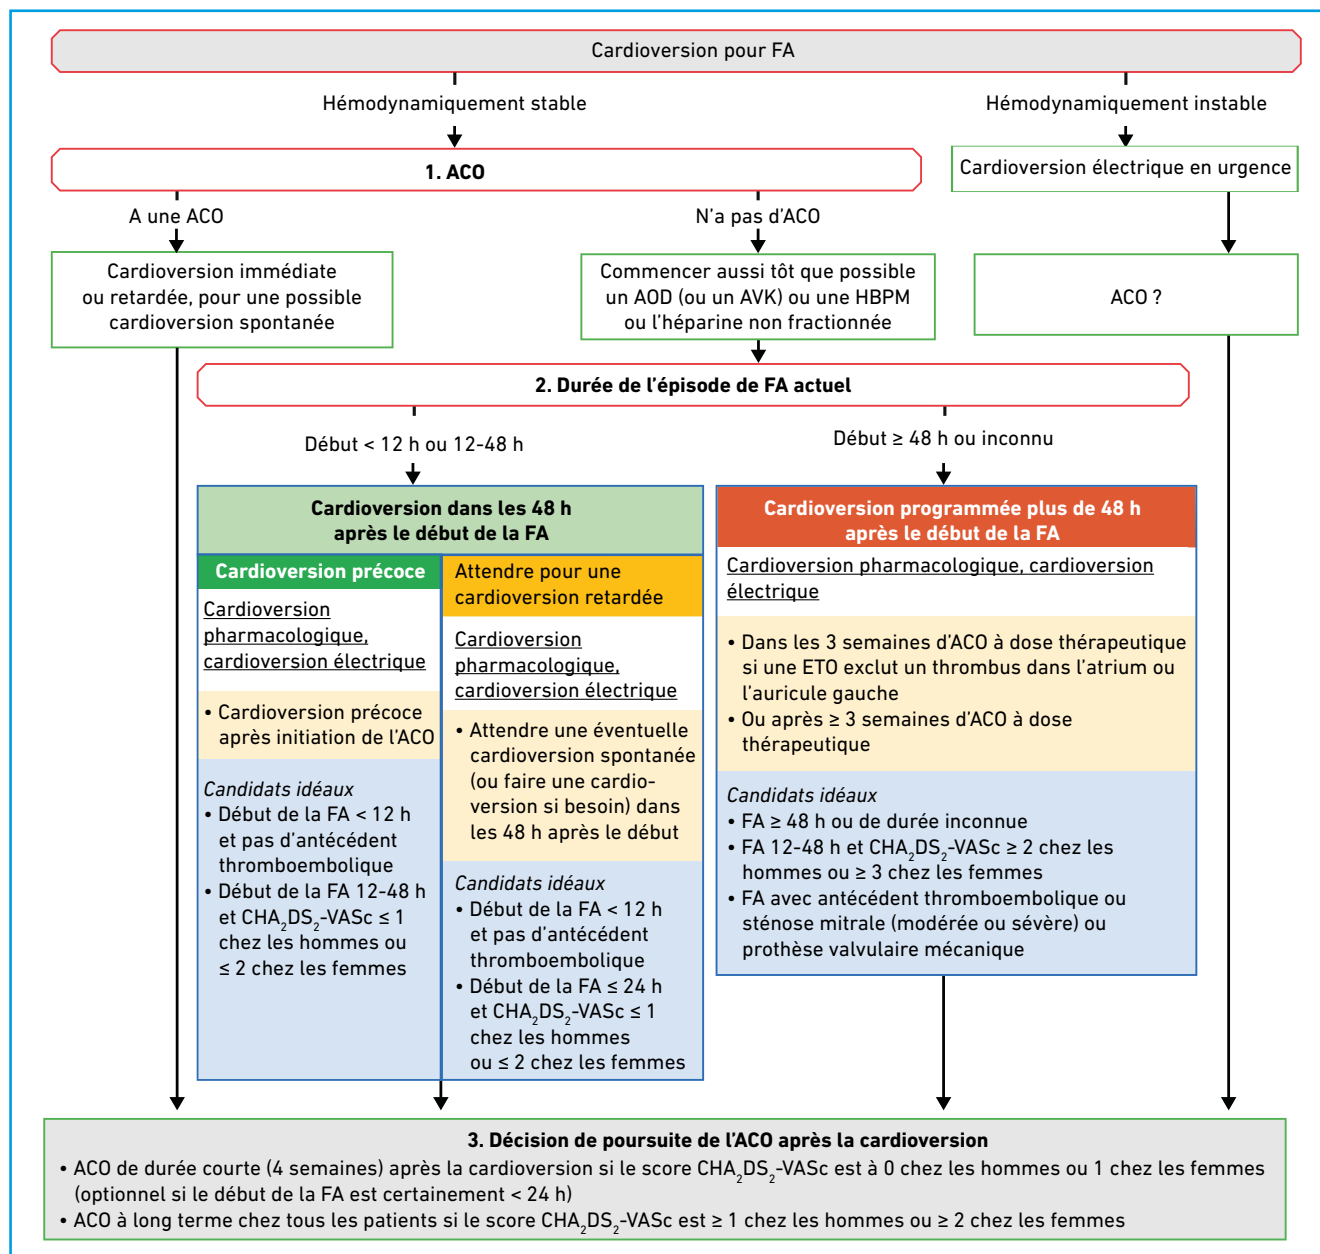 Cardioversion pour FA
Hémodynamiquement stable
Hémodynamiquement instable
1. ACO
Cardioversion électrique en urgence
A une ACO
N'a pas d'ACO
Cardioversion immédiate
ou retardée, pour une possible
cardioversion spontanée
Commencer aussi tôt que possible
un AOD (ou un AVK) ou une HBPM
ou l'héparine non fractionnée
ACO ?
2. Durée de l'épisode de FA actuel
Début < 12 h ou 12-48 h
Début ≥ 48 h ou inconnu
Cardioversion dans les 48 h
après le début de la FA
Cardioversion précoce
Cardioversion
pharmacologique,
cardioversion électrique
• Cardioversion précoce
après initiation de l'ACO
Candidats idéaux
• Début de la FA < 12 h
et pas d'antécédent
thromboembolique
• Début de la FA 12-48 h
et CHA₂DS₂-VASc ≤ 1
chez les hommes ou
≤ 2 chez les femmes
Attendre pour une
cardioversion retardée
Cardioversion
pharmacologique,
cardioversion électrique
• Attendre une éventuelle
cardioversion spontanée
(ou faire une cardio-
version si besoin) dans
les 48 h après le début
Candidats idéaux
• Début de la FA < 12 h
et pas d'antécédent
thromboembolique
• Début de la FA ≤ 24 h
et CHA₂DS₂-VASc ≤ 1
chez les hommes
ou ≤ 2 chez les femmes
Cardioversion programmée plus de 48 h
après le début de la FA
Cardioversion pharmacologique, cardioversion
électrique
• Dans les 3 semaines d'ACO à dose thérapeutique
si une ETO exclut un thrombus dans l'atrium ou
l'auricule gauche
• Ou après ≥ 3 semaines d'ACO à dose
thérapeutique
Candidats idéaux
• FA ≥ 48 h ou de durée inconnue
• FA 12-48 h et CHA₂DS₂-VASc ≥ 2 chez les
hommes ou ≥ 3 chez les femmes
• FA avec antécédent thromboembolique ou
sténose mitrale (modérée ou sévère) ou
prothèse valvulaire mécanique
3. Décision de poursuite de l'ACO après la cardioversion
• ACO de durée courte (4 semaines) après la cardioversion si le score CHA₂DS₂-VASc est à 0 chez les hommes ou 1 chez les femmes
(optionnel si le début de la FA est certainement < 24 h)
• ACO à long terme chez tous les patients si le score CHA₂DS₂-VASc est ≥ 1 chez les hommes ou ≥ 2 chez les femmes